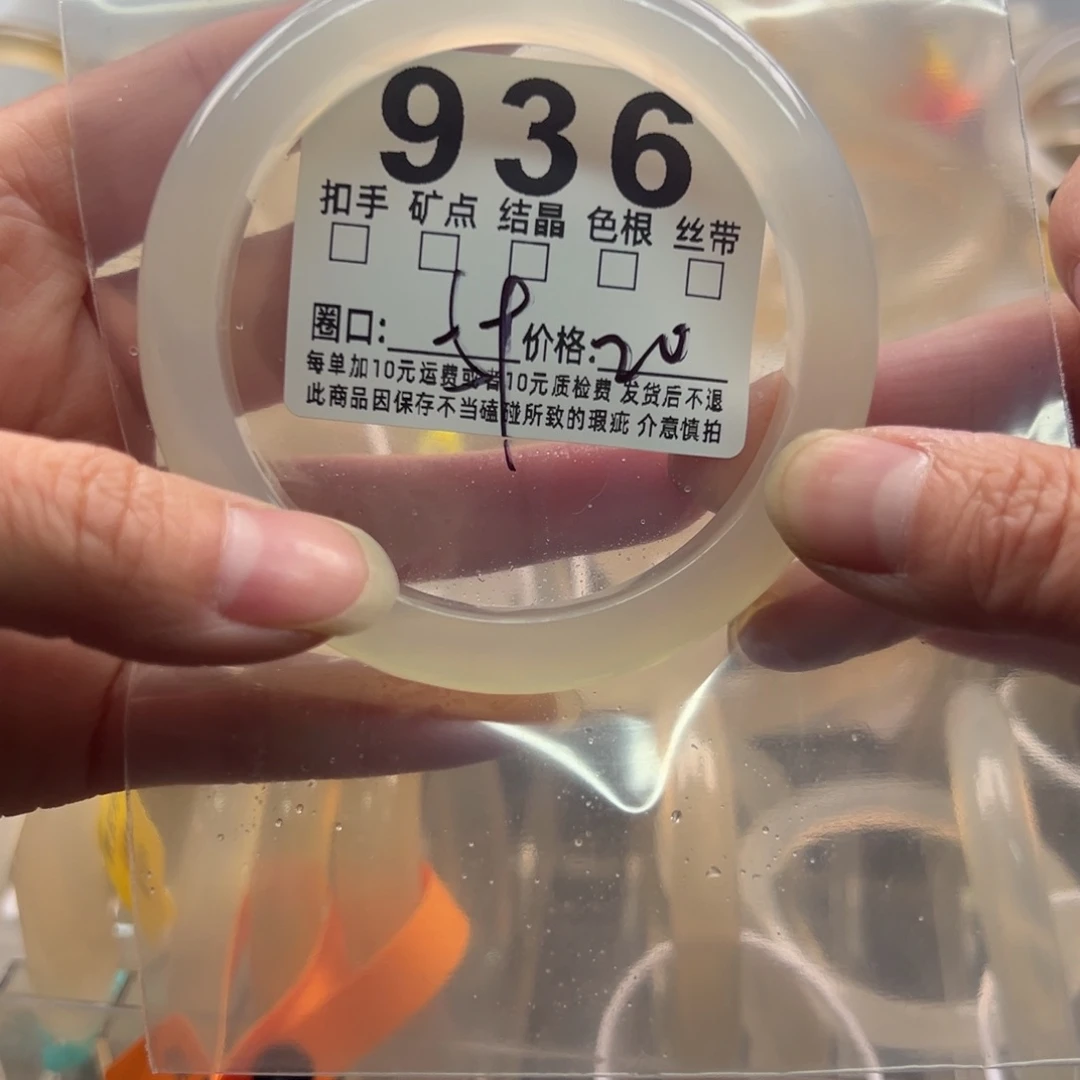 936
扣手 矿点 结晶 色根 丝带
圈口: 价格:20
每单加10元运费或者10元质检费 发货后不退
此商品因保存不当磕碰所致的瑕疵 介意慎拍